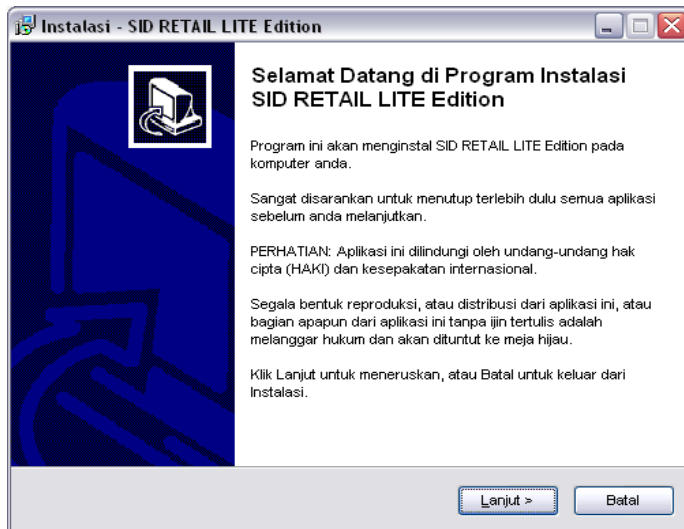 Instalasi - SID RETAIL LITE Edition
Selamat Datang di Program Instalasi
SID RETAIL LITE Edition
Program ini akan menginstal SID RETAIL LITE Edition pada
komputer anda.
Sangat disarankan untuk menutup terlebih dulu semua aplikasi
sebelum anda melanjutkan.
PERHATIAN: Aplikasi ini dilindungi oleh undang-undang hak
cipta (HAKI) dan kesepakatan internasional.
Segala bentuk reproduksi, atau distribusi dari aplikasi ini, atau
bagian apapun dari aplikasi ini tanpa ijin tertulis adalah
melanggar hukum dan akan dituntut ke meja hijau.
Klik Lanjut untuk meneruskan, atau Batal untuk keluar dari
Instalasi.
Lanjut >
Batal